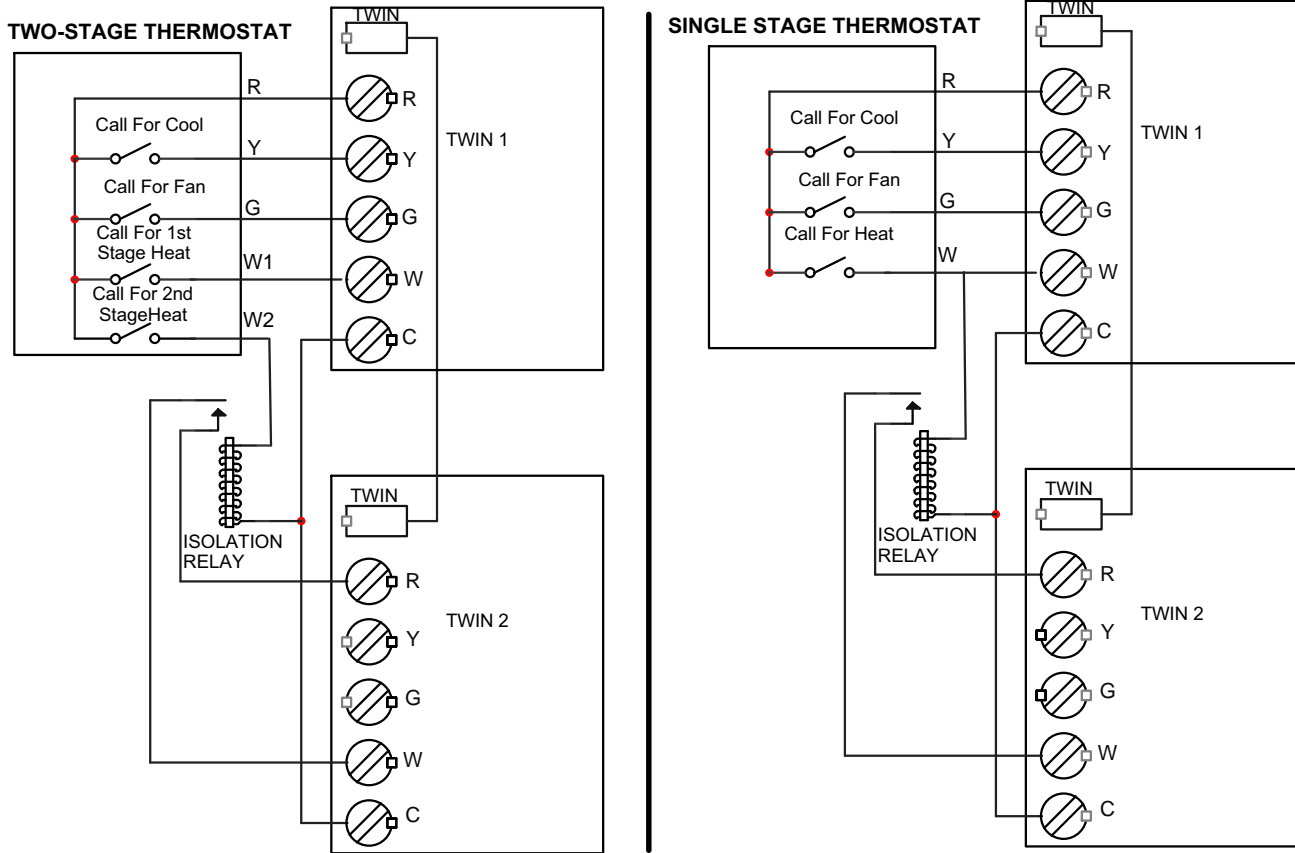 TWO-STAGE THERMOSTAT
TWIN
R
R
Call For Cool
TWIN 1
Y
Y
Call For Fan
G
G
Call For 1st
Stage Heat
W1
W
Call For 2nd
StageHeat
W2
C
TWIN
ISOLATION
RELAY
R
TWIN 2
Y
G
W
C
SINGLE STAGE THERMOSTAT
TWIN
R
R
Call For Cool
TWIN 1
Y
Y
Call For Fan
G
G
Call For Heat
W
W
C
TWIN
ISOLATION
RELAY
R
TWIN 2
Y
G
W
C